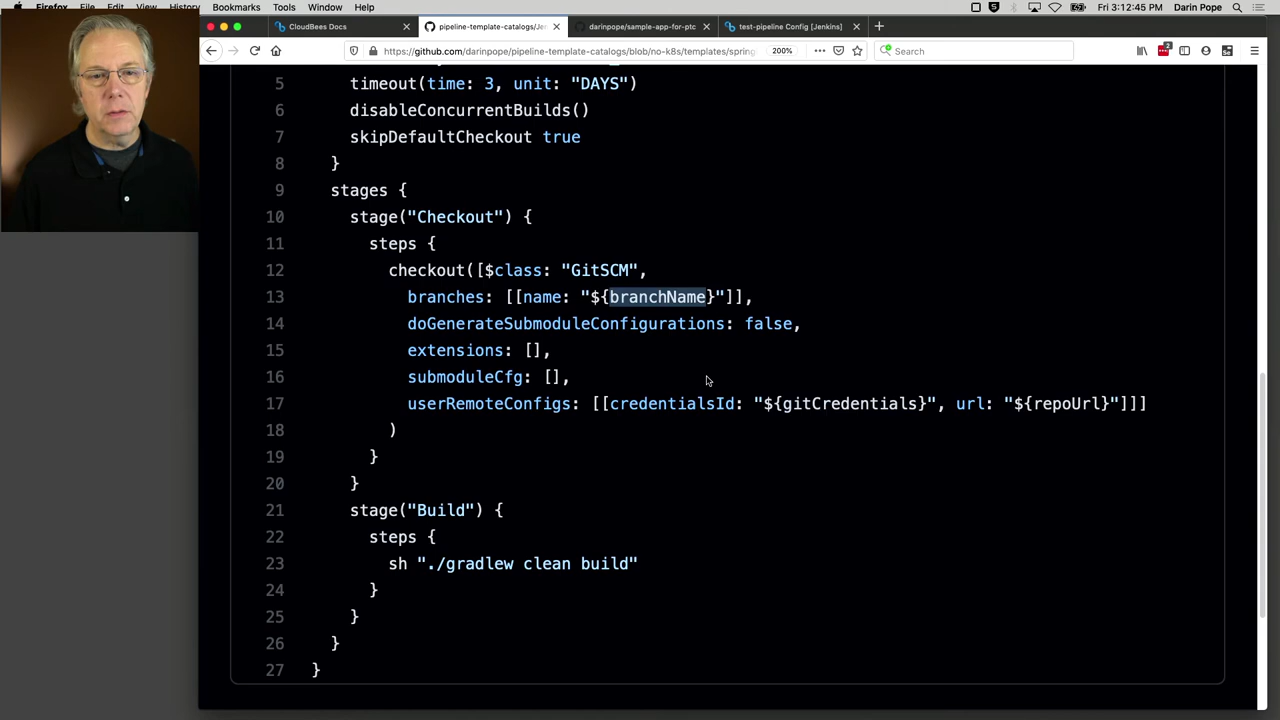 Firefox File Edit View History Bookmarks Tools Window Help Fri 3:12:45 PM Darin Pope
CloudBees Docs pipeline-template-catalogs/Je darinpope/sample-app-for-ptc test-pipeline Config [Jenkins]
https://github.com/darinpope/pipeline-template-catalogs/blob/no-k8s/templates/spring 200% Search
5 timeout(time: 3, unit: "DAYS")
6 disableConcurrentBuilds()
7 skipDefaultCheckout true
8 }
9 stages {
10 stage("Checkout") {
11 steps {
12 checkout([$class: "GitSCM",
13 branches: [[name: "${branchName}"]],
14 doGenerateSubmoduleConfigurations: false,
15 extensions: [],
16 submoduleCfg: [],
17 userRemoteConfigs: [[credentialsId: "${gitCredentials}", url: "${repoUrl}"]]]
18 )
19 }
20 }
21 stage("Build") {
22 steps {
23 sh "./gradlew clean build"
24 }
25 }
26 }
27 }